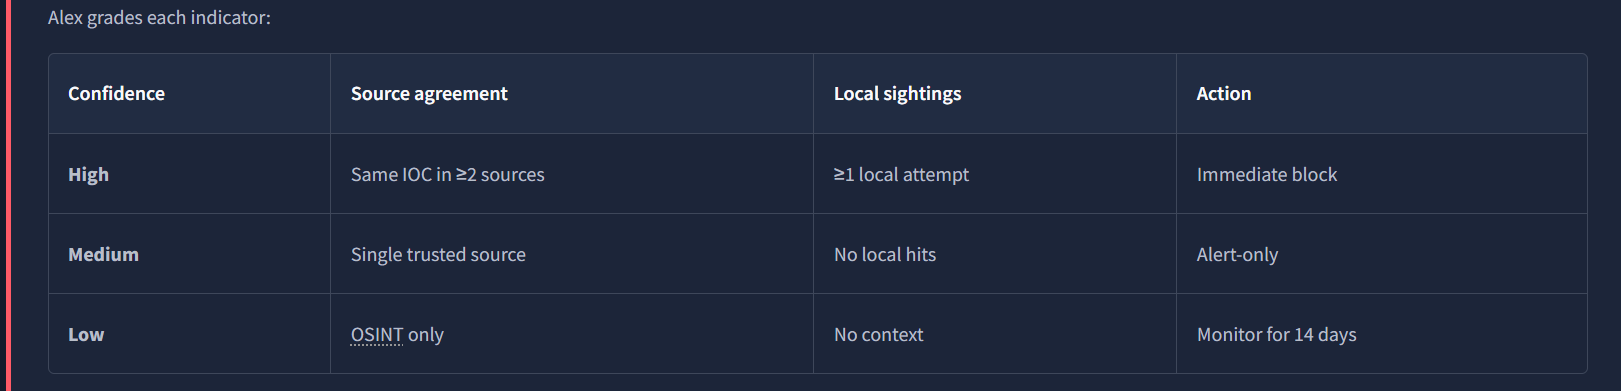 Alex grades each indicator:
Confidence Source agreement Local sightings Action
High Same IOC in ≥2 sources ≥1 local attempt Immediate block
Medium Single trusted source No local hits Alert-only
Low OSINT only No context Monitor for 14 days